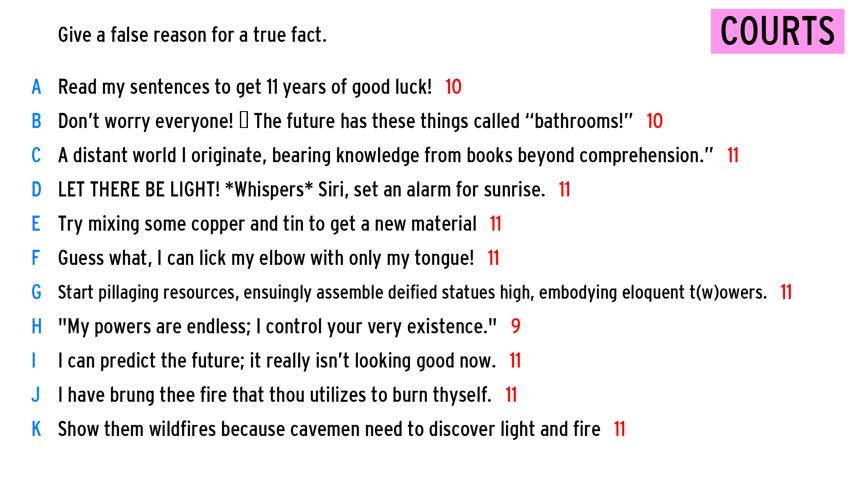 Give a false reason for a true fact.
COURTS
A Read my sentences to get 11 years of good luck! 10
B Don't worry everyone! ▯ The future has these things called “bathrooms!” 10
C A distant world I originate, bearing knowledge from books beyond comprehension.” 11
D LET THERE BE LIGHT! *Whispers* Siri, set an alarm for sunrise. 11
E Try mixing some copper and tin to get a new material 11
F Guess what, I can lick my elbow with only my tongue! 11
G Start pillaging resources, ensuingly assemble deified statues high, embodying eloquent t(w)owers. 11
H "My powers are endless; I control your very existence." 9
I I can predict the future; it really isn't looking good now. 11
J I have brung thee fire that thou utilizes to burn thyself. 11
K Show them wildfires because cavemen need to discover light and fire 11